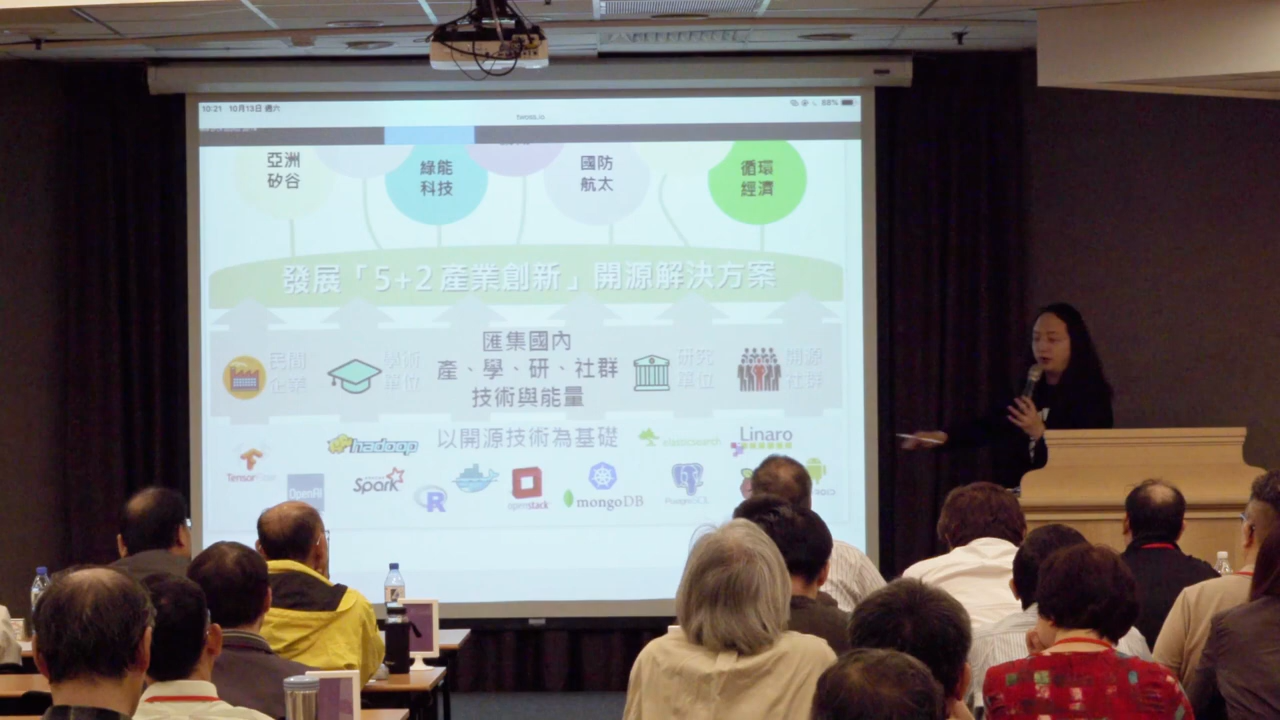 10:21 10月13日 週六
88%
亞洲
矽谷
綠能
科技
國防
航太
循環
經濟
發展「5+2產業創新」開源解決方案
匯集國內
產、學、研、社群
技術與能量
民間
企業
學術
單位
研究
單位
開源
社群
以開源技術為基礎
hadoop
elasticsearch
Linaro
TensorFlow
OpenFit
Spark
R
openstack
mongoDB
PostgreSQL